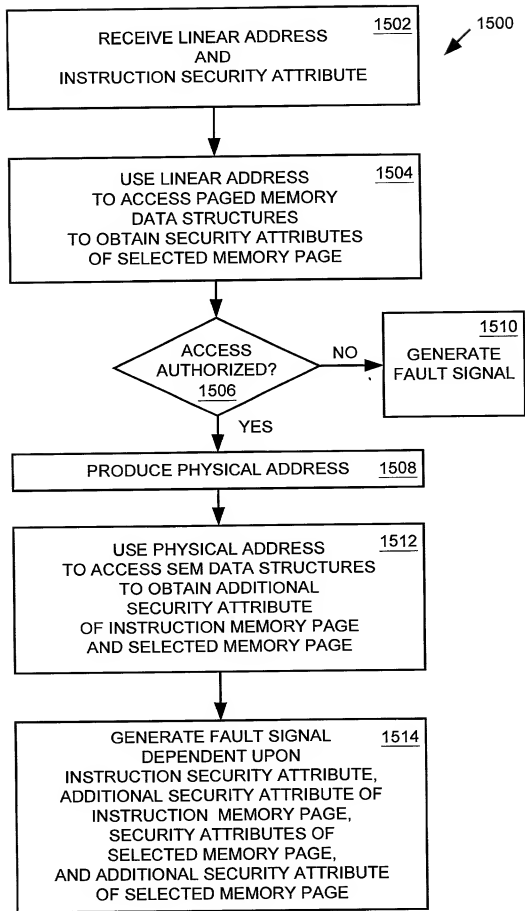 1500
1502
RECEIVE LINEAR ADDRESS
AND
INSTRUCTION SECURITY ATTRIBUTE
1504
USE LINEAR ADDRESS
TO ACCESS PAGED MEMORY
DATA STRUCTURES
TO OBTAIN SECURITY ATTRIBUTES
OF SELECTED MEMORY PAGE
ACCESS
AUTHORIZED?
1506
NO
1510
GENERATE
FAULT SIGNAL
YES
PRODUCE PHYSICAL ADDRESS 1508
1512
USE PHYSICAL ADDRESS
TO ACCESS SEM DATA STRUCTURES
TO OBTAIN ADDITIONAL
SECURITY ATTRIBUTE
OF INSTRUCTION MEMORY PAGE
AND SELECTED MEMORY PAGE
1514
GENERATE FAULT SIGNAL
DEPENDENT UPON
INSTRUCTION SECURITY ATTRIBUTE,
ADDITIONAL SECURITY ATTRIBUTE OF
INSTRUCTION MEMORY PAGE,
SECURITY ATTRIBUTES OF
SELECTED MEMORY PAGE,
AND ADDITIONAL SECURITY ATTRIBUTE
OF SELECTED MEMORY PAGE